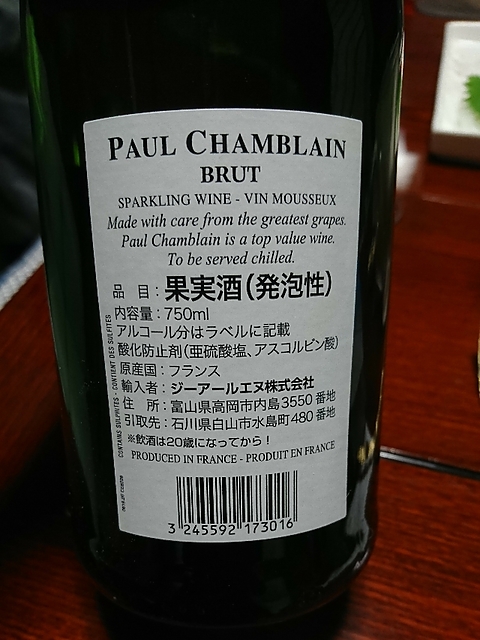 PAUL CHAMBLAIN
BRUT
SPARKLING WINE - VIN MOUSSEUX
Made with care from the greatest grapes.
Paul Chamblain is a top value wine.
To be served chilled.
品 目：果実酒（発泡性）
内容量：750ml
アルコール分はラベルに記載
酸化防止剤（亜硫酸塩、アスコルビン酸）
原産国：フランス
輸入者：ジーアールエヌ株式会社
住 所：富山県高岡市内島3550番地
引取先：石川県白山市水島町480番地
※飲酒は20歳になってから！
PRODUCED IN FRANCE - PRODUIT EN FRANCE
CONTAINS SULPHITES - CONTIENT DES SULFITES
3 245592 173016